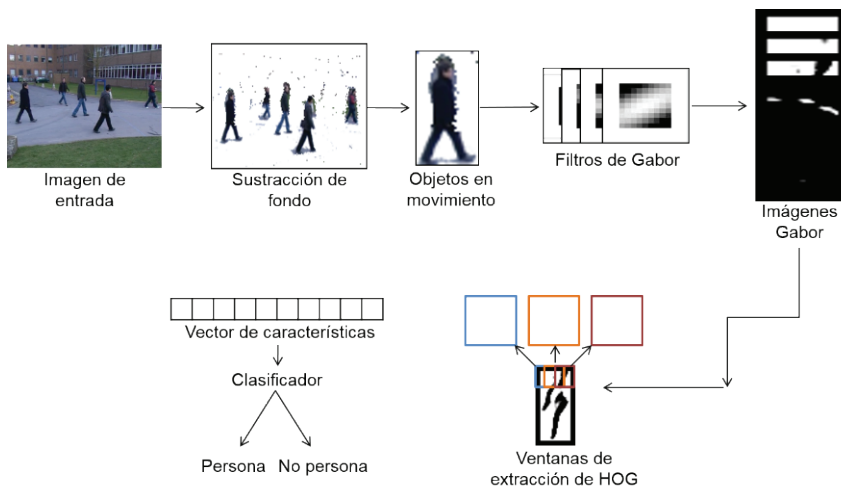 Imagen de
entrada
Sustracción de
fondo
Objetos en
movimiento
Filtros de Gabor
Imágenes
Gabor
Vector de características
Clasificador
Persona
No persona
Ventanas de
extracción de HOG